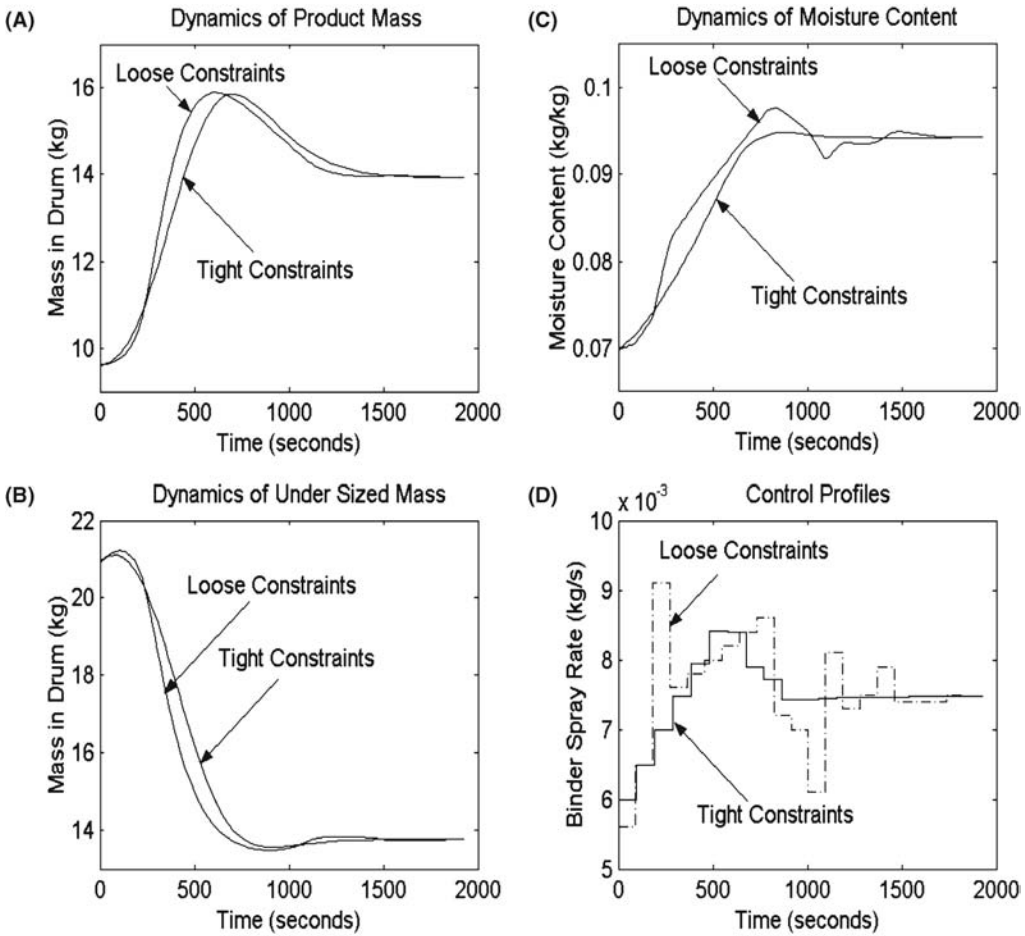 (A)
Dynamics of Product Mass
16
14
12
10
Mass in Drum (kg)
Loose Constraints
Tight Constraints
0
500
1000
1500
2000
Time (seconds)
(C)
Dynamics of Moisture Content
0.1
0.09
0.08
0.07
Moisture Content (kg/kg)
Loose Constraints
Tight Constraints
0
500
1000
1500
2000
Time (seconds)
(B)
Dynamics of Under Sized Mass
22
20
18
16
14
Mass in Drum (kg)
Loose Constraints
Tight Constraints
0
500
1000
1500
2000
Time (seconds)
(D)
Control Profiles
x 10⁻³
10
9
8
7
6
5
Binder Spray Rate (kg/s)
Loose Constraints
Tight Constraints
0
500
1000
1500
2000
Time (seconds)